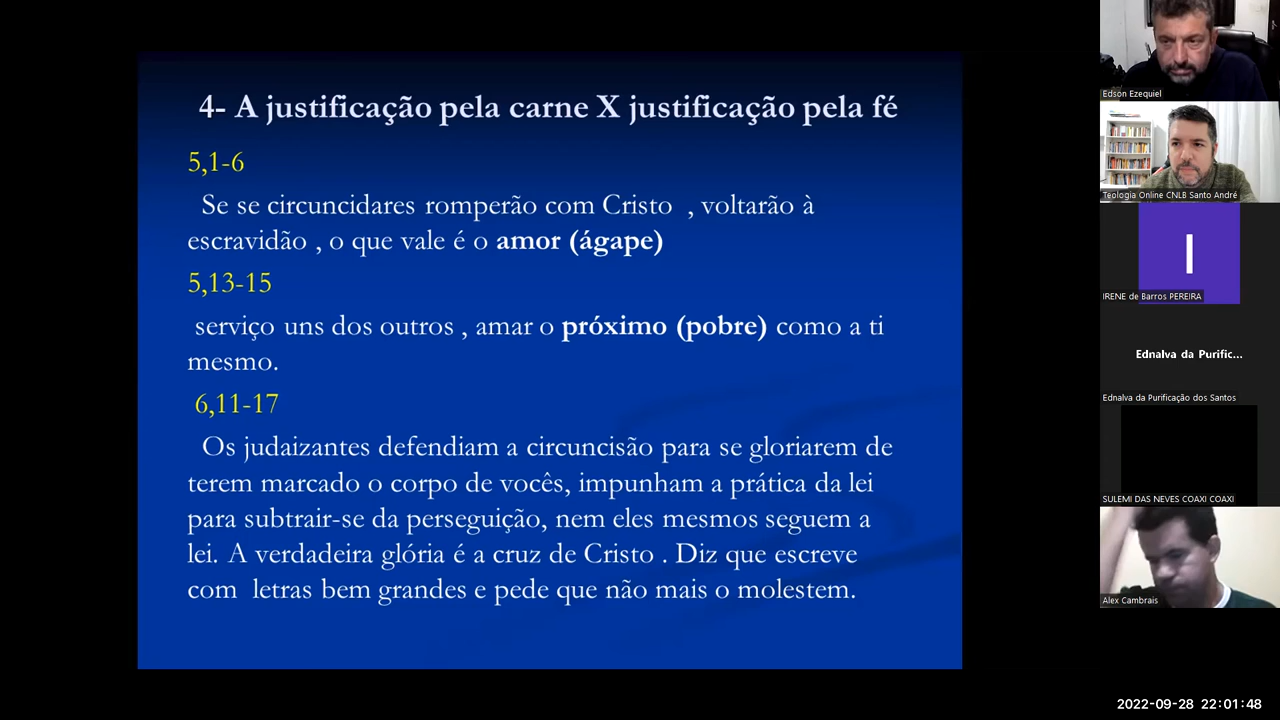 4- A justificação pela carne X justificação pela fé
5,1-6
Se se circuncidares romperão com Cristo , voltarão à
escravidão , o que vale é o amor (ágape)
5,13-15
serviço uns dos outros , amar o próximo (pobre) como a ti
mesmo.
6,11-17
Os judaizantes defendiam a circuncisão para se gloriarem de
terem marcado o corpo de vocês, impunham a prática da lei
para subtrair-se da perseguição, nem eles mesmos seguem a
lei. A verdadeira glória é a cruz de Cristo . Diz que escreve
com letras bem grandes e pede que não mais o molestem.
Edson Ezequiel
Teologia Online CNLB Santo André
I
IRENE de Barros PEREIRA
Ednalva da Purific...
Ednalva da Purificação dos Santos
SULEMI DAS NEVES COAXI COAXI
Alex Cambrais
2022-09-28 22:01:48